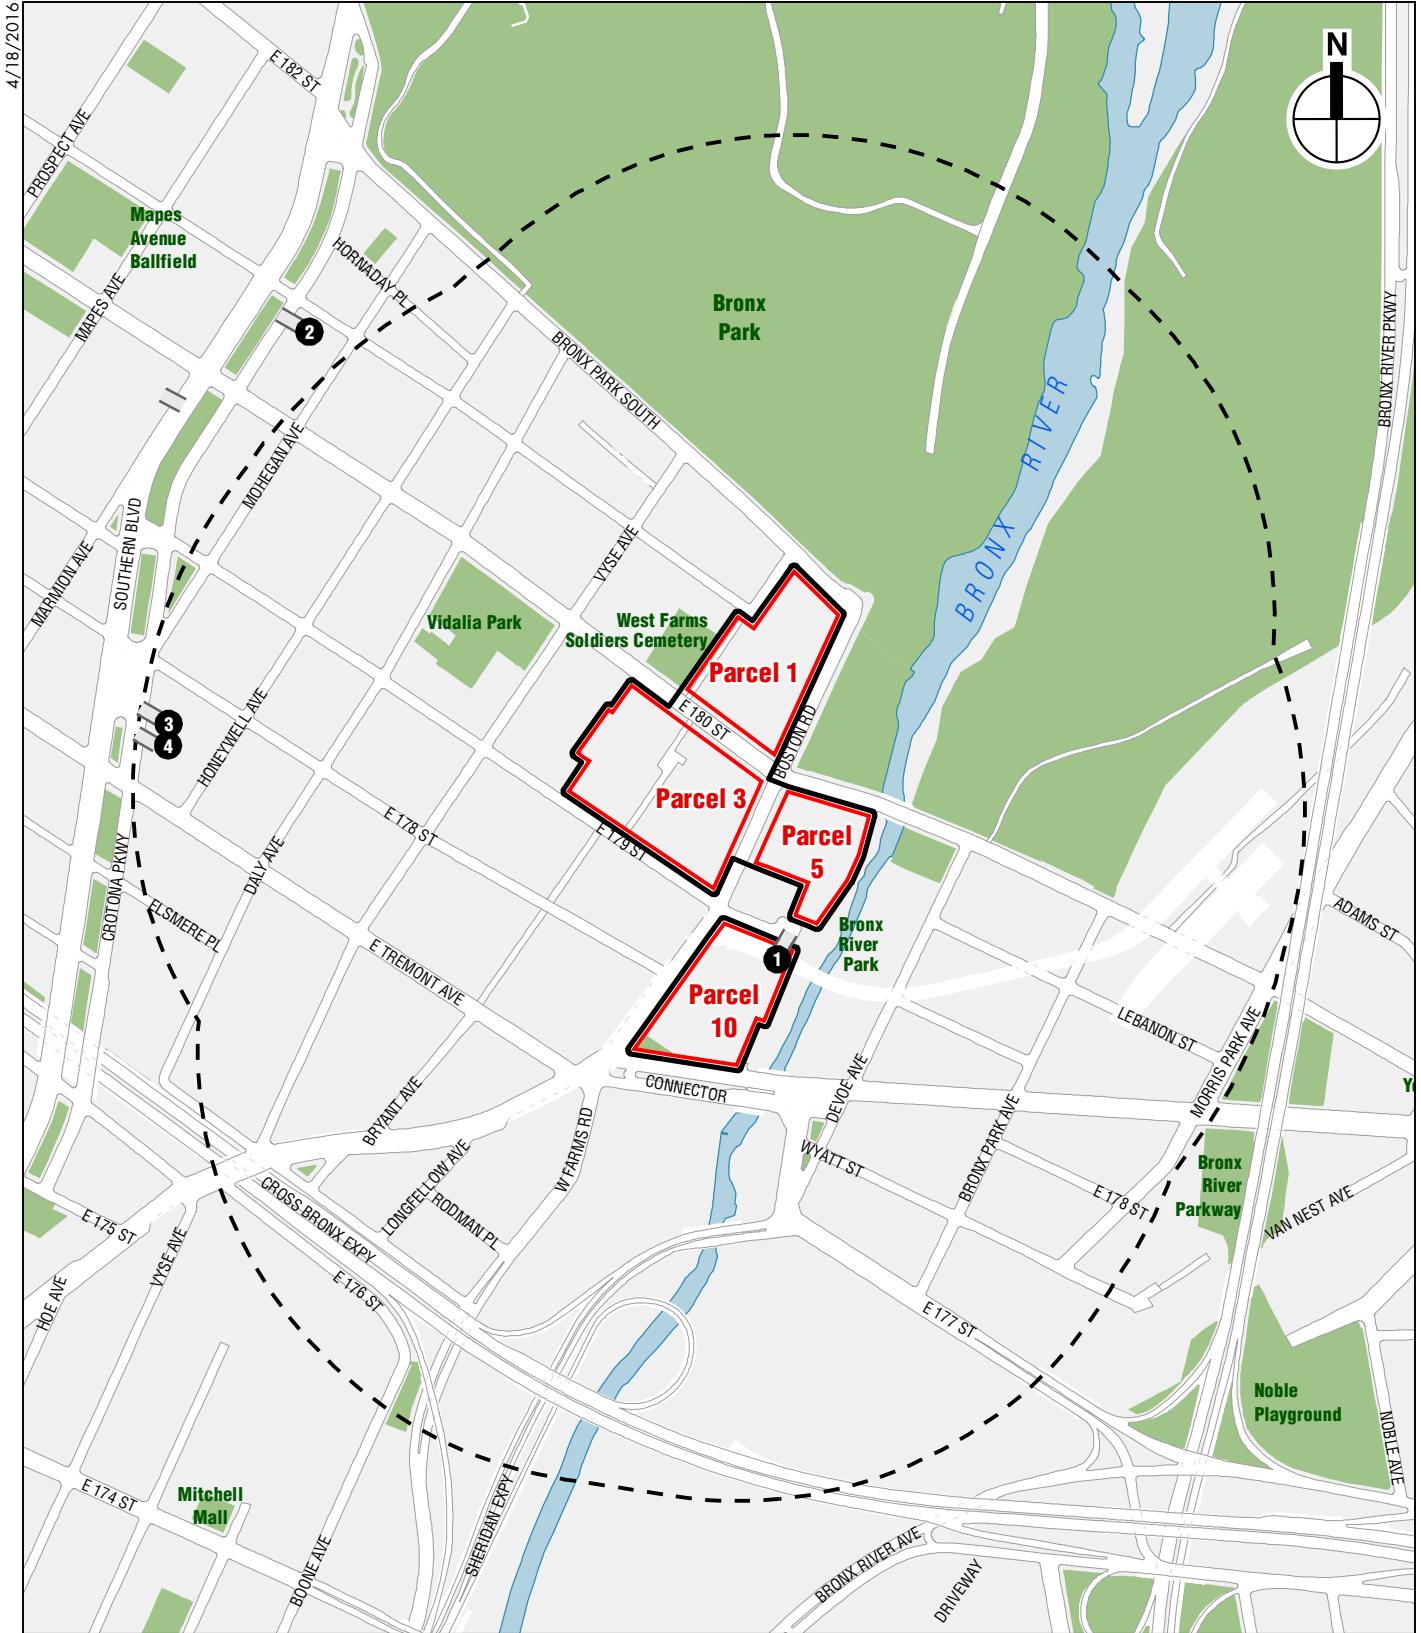 4/18/2016
N
E 182 ST
PROSPECT AVE
Mapes
Avenue
Ballfield
HORNADAY PL
MAPES AVE
2
Bronx
Park
BRONX PARK SOUTH
BRONX RIVER PKWY
BRONX RIVER
MOHEGAN AVE
SOUTHERN BLVD
MARMION AVE
VYSE AVE
Vidalia Park
West Farms
Soldiers Cemetery
Parcel 1
E 180 ST
BOSTON RD
3
4
HONEYWELL AVE
Parcel 3
E 178 ST
E 179 ST
Parcel
5
DALY AVE
CROTONA PKWY
ELSMERE PL
E TREMONT AVE
Bronx
River
Park
1
Parcel
10
ADAMS ST
LEBANON ST
MORRIS PARK AVE
CONNECTOR
DEVOE AVE
BRYANT AVE
LONGFELLOW AVE
W FARMS RD
WYATT ST
BRONX PARK AVE
E 178 ST
Bronx
River
Parkway
VAN NEST AVE
RODMAN PL
CROSS BRONX EXPY
E 175 ST
VYSE AVE
HOE AVE
E 176 ST
E 177 ST
Noble
Playground
NOBLE AVE
E 174 ST
Mitchell
Mall
BOONE AVE
SHERIDAN EXPY
BRONX RIVER AVE
DRIVEWAY